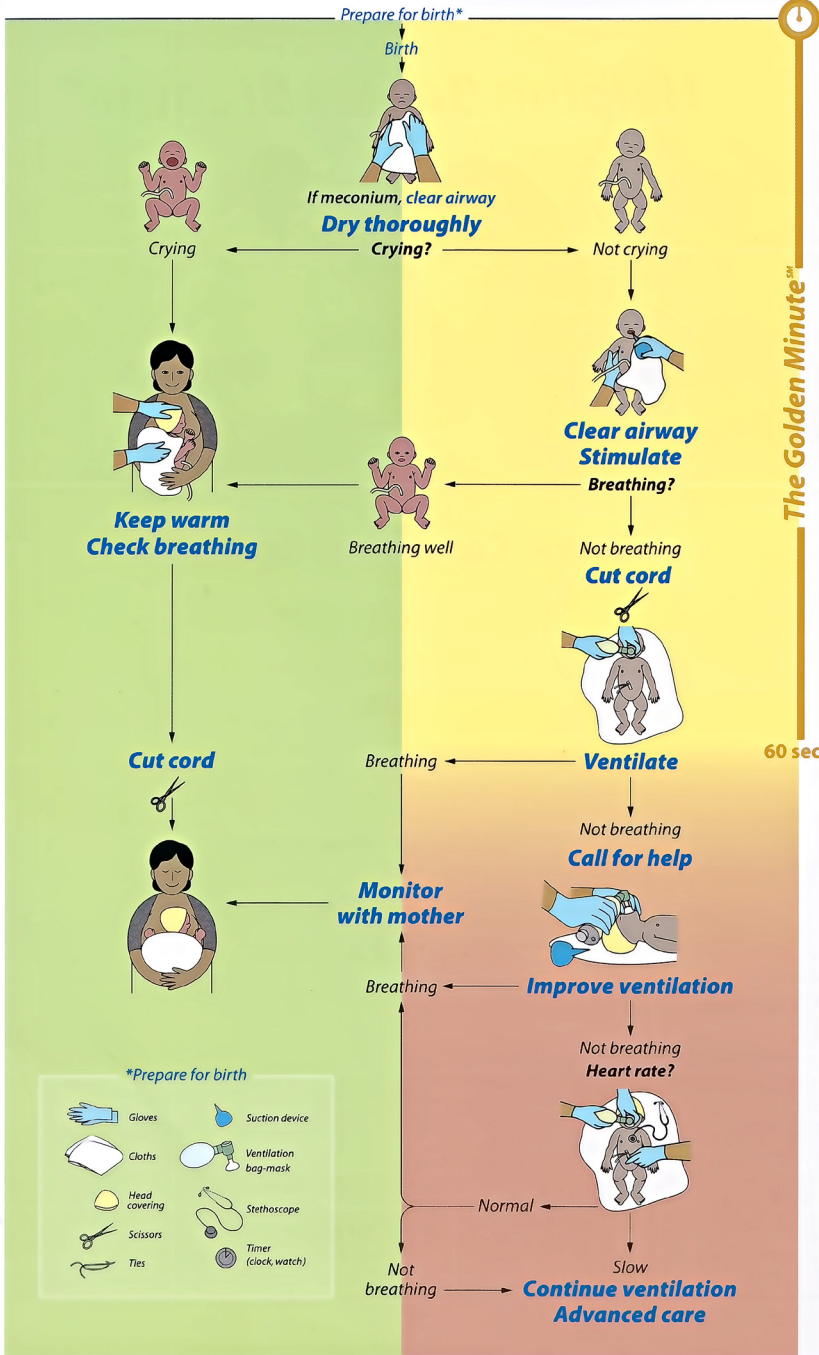 Prepare for birth*
Birth
If meconium, clear airway
Dry thoroughly
Crying
Crying?
Not crying
The Golden Minute℠
Clear airway
Stimulate
Breathing?
Breathing well
Keep warm
Check breathing
Not breathing
Cut cord
Cut cord
Breathing
Ventilate
60 sec
Not breathing
Call for help
Monitor
with mother
Breathing
Improve ventilation
Not breathing
Heart rate?
*Prepare for birth
Gloves
Suction device
Cloths
Ventilation
bag-mask
Head
covering
Stethoscope
Scissors
Ties
Timer
(clock, watch)
Normal
Not
breathing
Slow
Continue ventilation
Advanced care